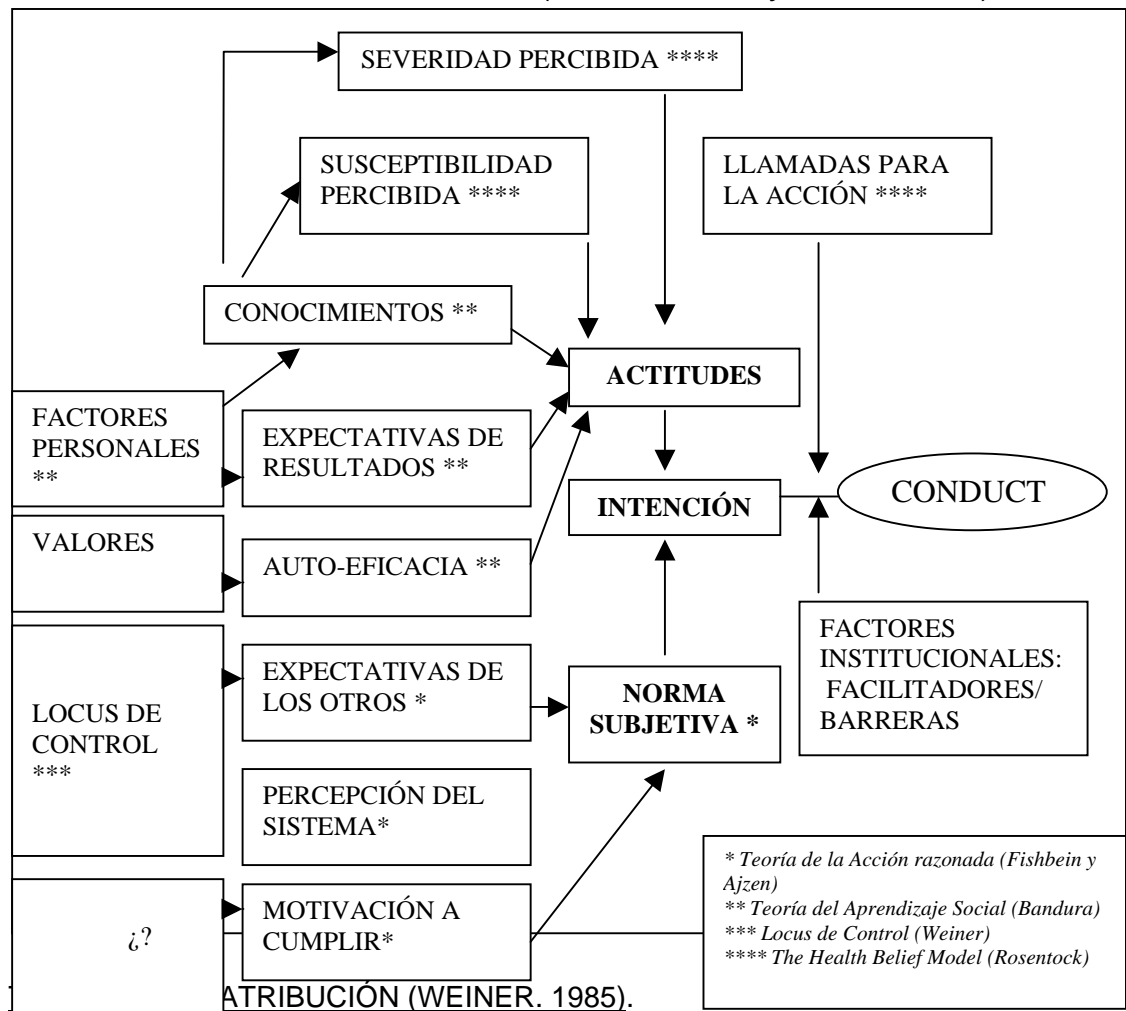 SEVERIDAD PERCIBIDA ****
SUSCEPTIBILIDAD
PERCIBIDA ****
LLAMADAS PARA
LA ACCIÓN ****
CONOCIMIENTOS **
ACTITUDES
FACTORES
PERSONALES
**
EXPECTATIVAS DE
RESULTADOS **
INTENCIÓN
CONDUCT
VALORES
AUTO-EFICACIA **
FACTORES
INSTITUCIONALES:
FACILITADORES/
BARRERAS
LOCUS DE
CONTROL
***
EXPECTATIVAS DE
LOS OTROS *
NORMA
SUBJETIVA *
PERCEPCIÓN DEL
SISTEMA*
¿?
MOTIVACIÓN A
CUMPLIR*
* Teoría de la Acción razonada (Fishbein y
Ajzen)
** Teoría del Aprendizaje Social (Bandura)
*** Locus de Control (Weiner)
**** The Health Belief Model (Rosentock)
ATRIBUCIÓN (WEINER. 1985).